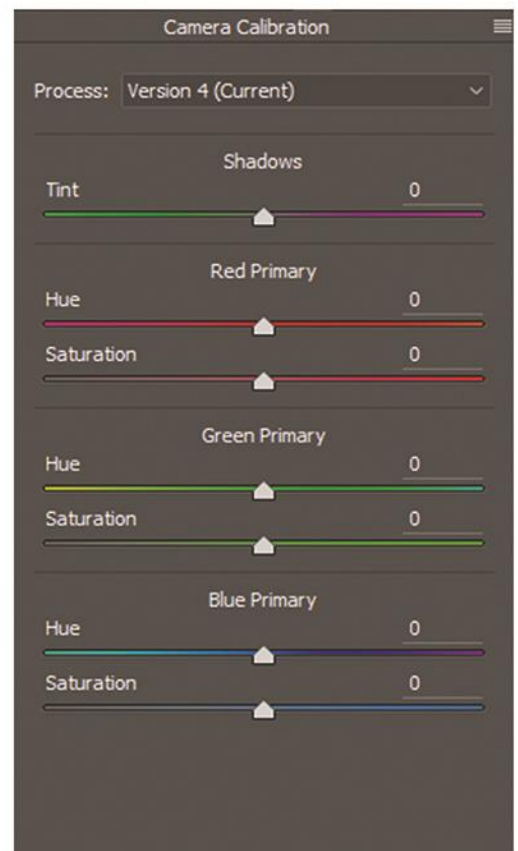 Camera Calibration
Process: Version 4 (Current)
Shadows
Tint 0
Red Primary
Hue 0
Saturation 0
Green Primary
Hue 0
Saturation 0
Blue Primary
Hue 0
Saturation 0